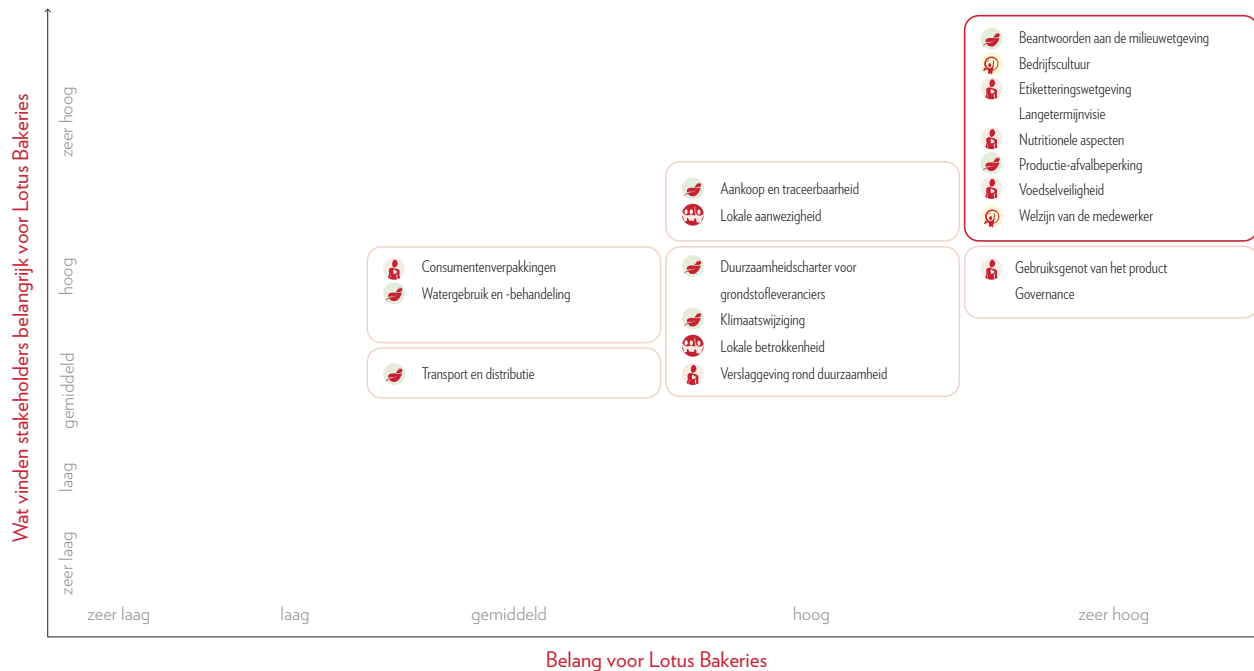 Wat vinden stakeholders belangrijk voor Lotus Bakeries
zeer hoog
hoog
gemiddeld
laag
zeer laag
Beantwoorden aan de milieuwetgeving
Bedrijfscultuur
Etiketteringswetgeving
Langetermijnvisie
Nutritionele aspecten
Productie-afvalbeperking
Voedselveiligheid
Welzijn van de medewerker
Aankoop en traceerbaarheid
Lokale aanwezigheid
Consumentenverpakkingen
Watergebruik en -behandeling
Duurzaamheidscharter voor
grondstofleveranciers
Klimaatswijziging
Lokale betrokkenheid
Verslaggeving rond duurzaamheid
Gebruiksgenot van het product
Governance
Transport en distributie
zeer laag
laag
gemiddeld
hoog
zeer hoog
Belang voor Lotus Bakeries